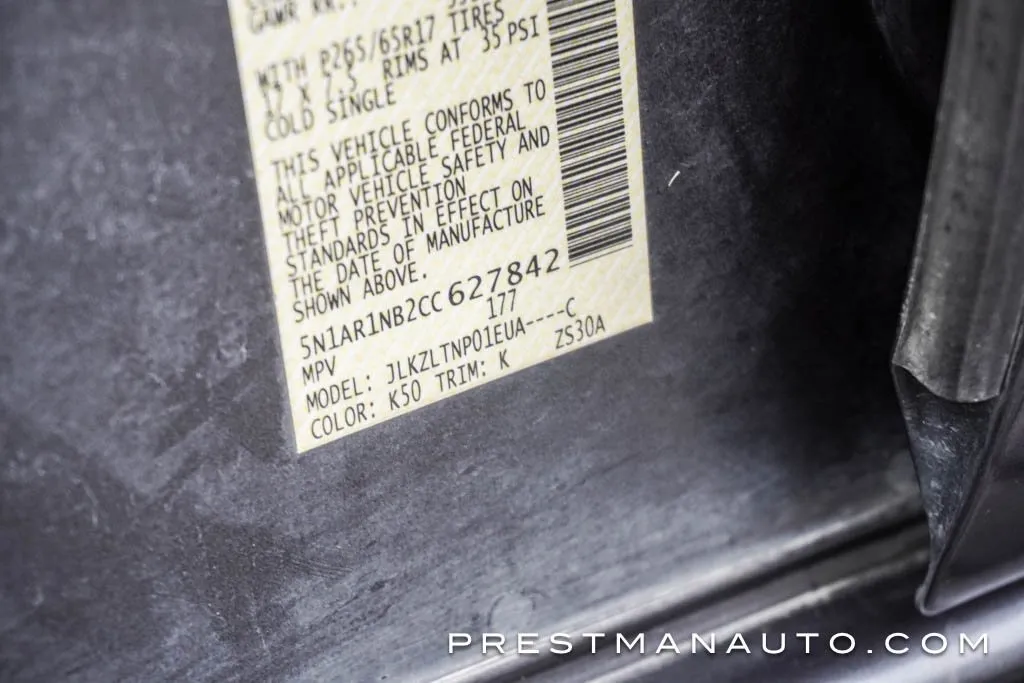 GAWR RR.:
WITH P265/65R17 TIRES
17 X 7.5 RIMS AT 35 PSI
COLD SINGLE
THIS VEHICLE CONFORMS TO
ALL APPLICABLE FEDERAL
MOTOR VEHICLE SAFETY AND
THEFT PREVENTION
STANDARDS IN EFFECT ON
THE DATE OF MANUFACTURE
SHOWN ABOVE.
5N1AR1NB2CC627842
MPV 177
MODEL: JLKZLTNP01EUA----C
COLOR: K50 TRIM: K ZS30A
PRESTMANAUTO.COM